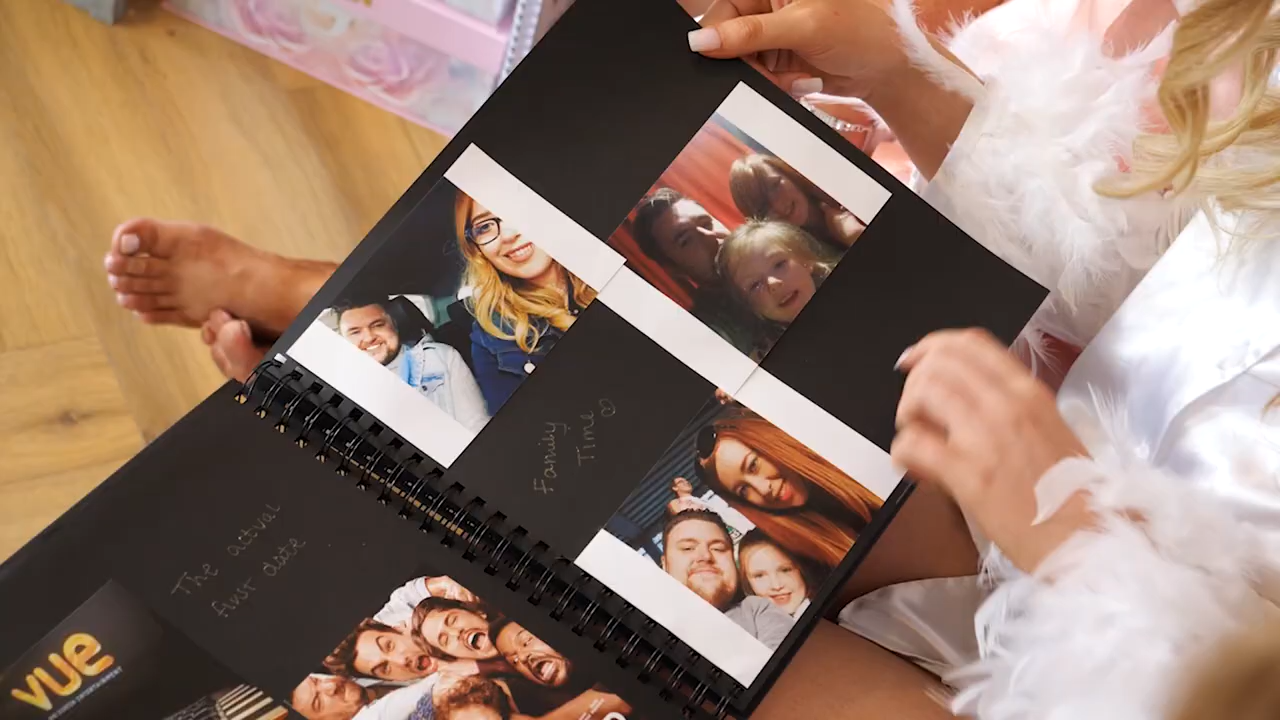 Family
Time
The actual
first date
vue